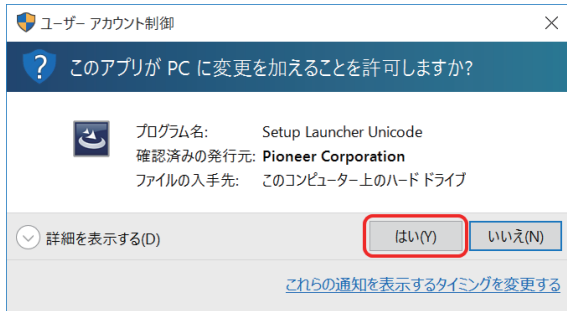 ユーザー アカウント制御
このアプリが PC に変更を加えることを許可しますか?
プログラム名: Setup Launcher Unicode
確認済みの発行元: Pioneer Corporation
ファイルの入手先: このコンピューター上のハード ドライブ
詳細を表示する(D)
はい(Y)
いいえ(N)
これらの通知を表示するタイミングを変更する